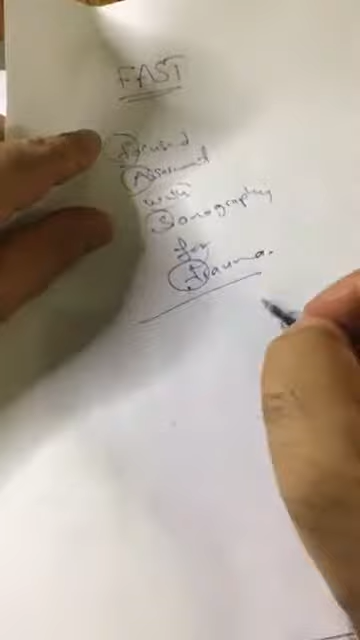 FAST
Focused
Assessment
with
Sonography
for
Trauma.